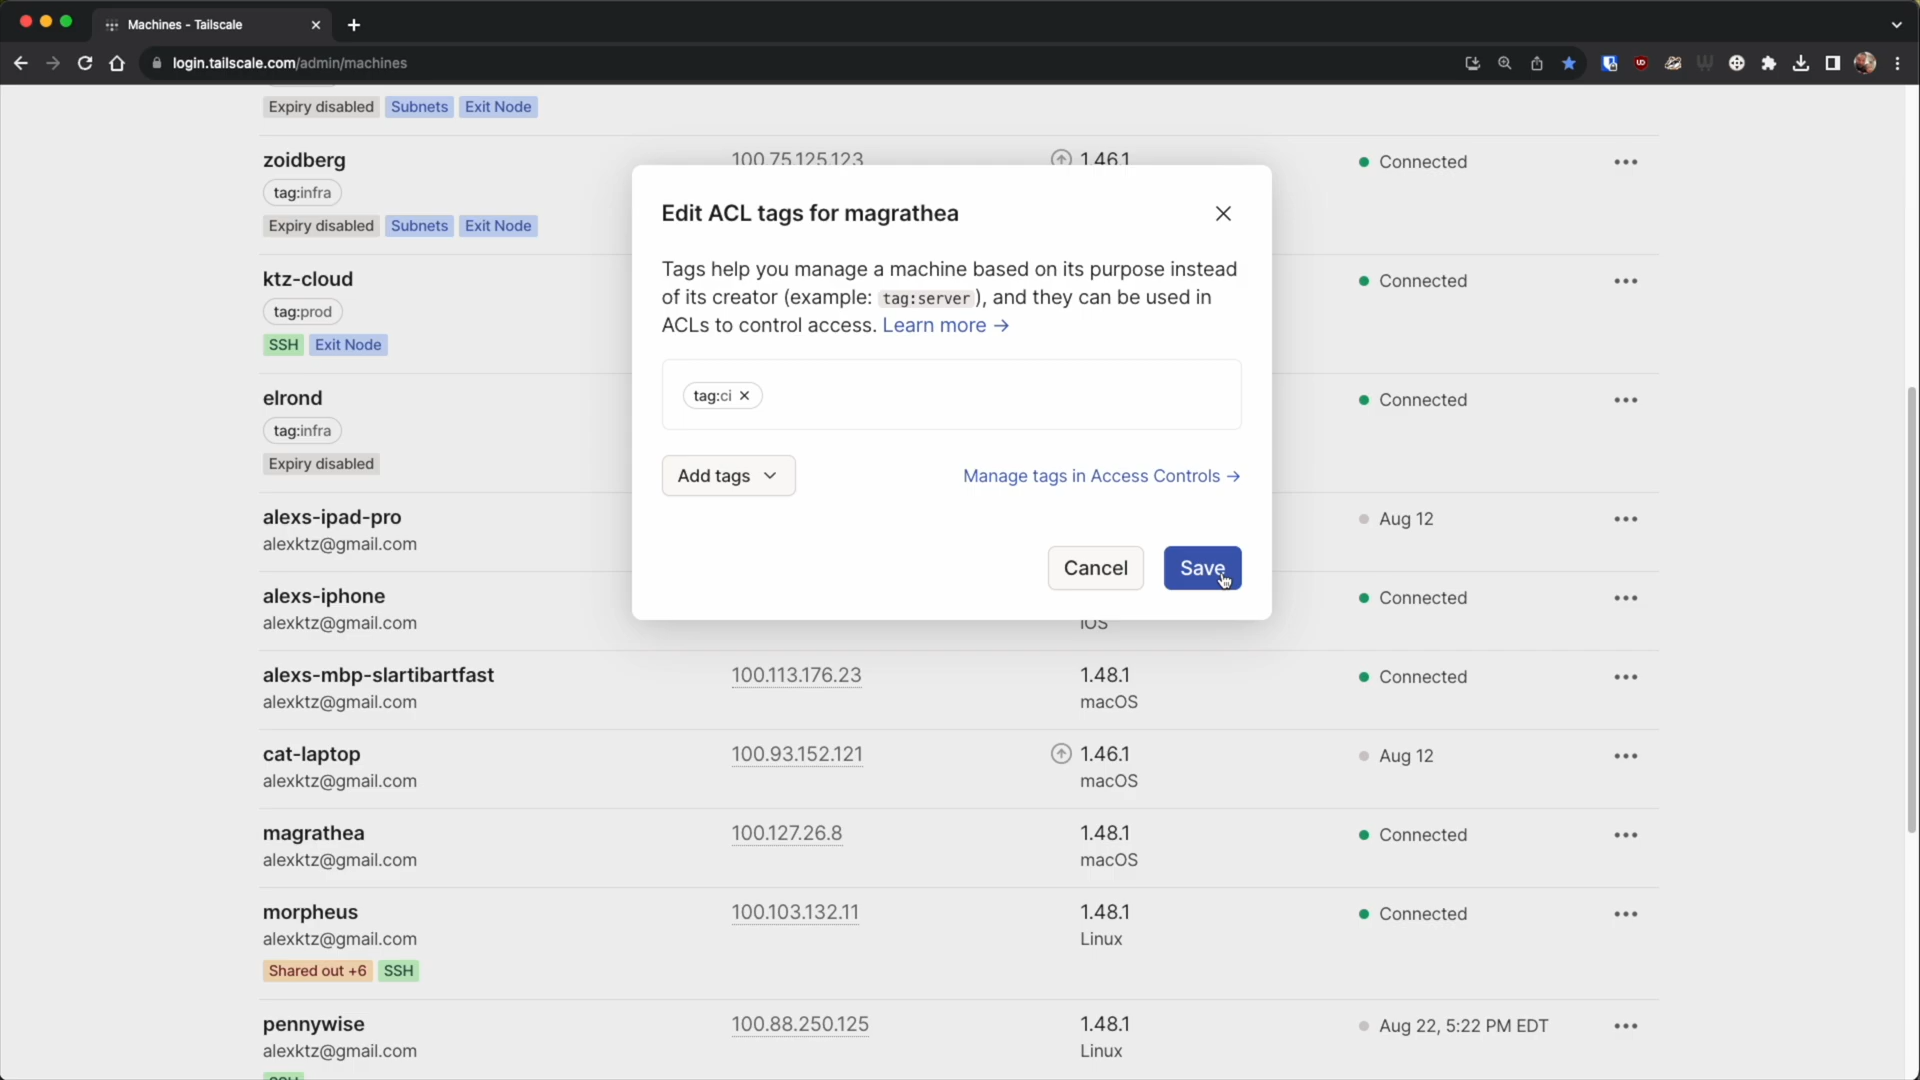 Machines - Tailscale
login.tailscale.com/admin/machines
Expiry disabled Subnets Exit Node
zoidberg 100.75.125.123 1.46.1 Connected
tag:infra
Expiry disabled Subnets Exit Node
Edit ACL tags for magrathea
Tags help you manage a machine based on its purpose instead
of its creator (example: tag:server), and they can be used in
ACLs to control access. Learn more →
tag:ci ×
Add tags
Manage tags in Access Controls →
Cancel Save
ktz-cloud Connected
tag:prod
SSH Exit Node
elrond Connected
tag:infra
Expiry disabled
alexs-ipad-pro Aug 12
alexktz@gmail.com
alexs-iphone Connected
alexktz@gmail.com iOS
alexs-mbp-slartibartfast 100.113.176.23 1.48.1 Connected
alexktz@gmail.com macOS
cat-laptop 100.93.152.121 1.46.1 Aug 12
alexktz@gmail.com macOS
magrathea 100.127.26.8 1.48.1 Connected
alexktz@gmail.com macOS
morpheus 100.103.132.11 1.48.1 Connected
alexktz@gmail.com Linux
Shared out +6 SSH
pennywise 100.88.250.125 1.48.1 Aug 22, 5:22 PM EDT
alexktz@gmail.com Linux
SSH